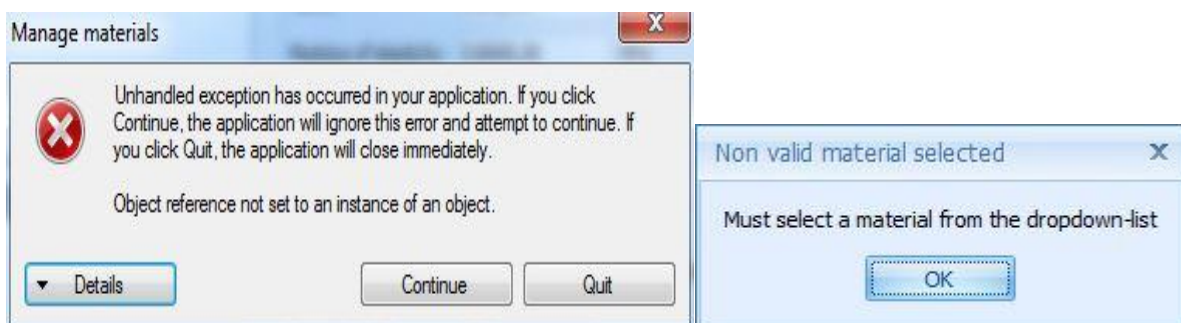 Manage materials
X
Unhandled exception has occurred in your application. If you click
Continue, the application will ignore this error and attempt to continue. If
you click Quit, the application will close immediately.
Object reference not set to an instance of an object.
Details
Continue
Quit
Non valid material selected
X
Must select a material from the dropdown-list
OK